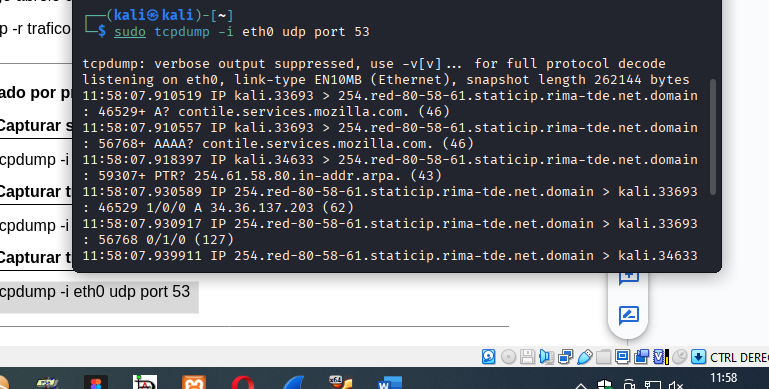 ┌──(kali㉿kali)-[~]
└─$ sudo tcpdump -i eth0 udp port 53
tcpdump: verbose output suppressed, use -v[v]... for full protocol decode
listening on eth0, link-type EN10MB (Ethernet), snapshot length 262144 bytes
11:58:07.910519 IP kali.33693 > 254.red-80-58-61.staticip.rima-tde.net.domain
: 46529+ A? contile.services.mozilla.com. (46)
11:58:07.910557 IP kali.33693 > 254.red-80-58-61.staticip.rima-tde.net.domain
: 56768+ AAAA? contile.services.mozilla.com. (46)
11:58:07.918397 IP kali.34633 > 254.red-80-58-61.staticip.rima-tde.net.domain
: 59307+ PTR? 254.61.58.80.in-addr.arpa. (43)
11:58:07.930589 IP 254.red-80-58-61.staticip.rima-tde.net.domain > kali.33693
: 46529 1/0/0 A 34.36.137.203 (62)
11:58:07.930917 IP 254.red-80-58-61.staticip.rima-tde.net.domain > kali.33693
: 56768 0/1/0 (127)
11:58:07.939911 IP 254.red-80-58-61.staticip.rima-tde.net.domain > kali.34633
p -r trafico
ado por p
Capturar s
cpdump -i
Capturar t
cpdump -i
Capturar t
cpdump -i eth0 udp port 53
CTRL DEREC
x64
W
11:58